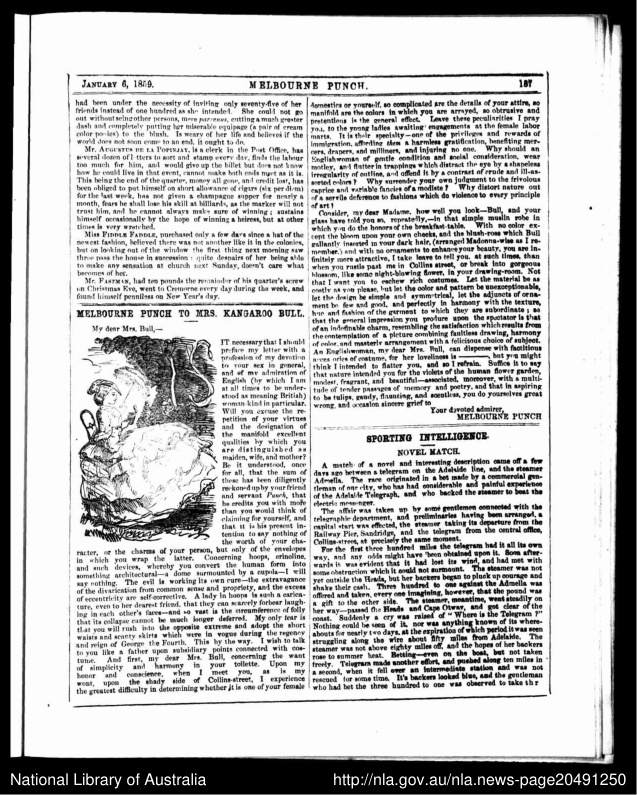 JANUARY 6, 1859.
MELBOURNE PUNCH.
187
had been under the necessity of inviting only seventy-five of her
friends instead of one hundred as she intended. She could not go
out without seeing other persons, mere parvenus, cutting a much greater
dash and completely putting her miserable equipage (a pair of cream
color ponies) to the blush. Is weary of her life and believes if the
world does not soon come to an end, it ought to do.
MR. AUGUSTUS DE LA POPINJAY, who is a clerk in the Post Office, has
several dozen of letters to sort and stamp every day, finds the labour
too much for him, and would give up the billet but does not know
how he could live in that event, cannot make both ends meet as it is.
This being the end of the quarter, money all gone, and credit lost, has
been obliged to put himself on short allowance of cigars (six per diem)
for the last week, has not given a champagne supper for nearly a
month, fears he shall lose his skill at billiards, as the marker will not
trust him, and he cannot always make sure of winning; sustains
himself occasionally by the hope of winning a heiress, but at other
times is very wretched.
MISS FIDDLE FADDLE, purchased only a few days since a hat of the
newest fashion, believed there was not another like it in the colonies,
but on looking out of the window the first thing next morning saw
three pass the house in succession: quite despairs of her being able
to make any sensation at church next Sunday, doesn't care what
becomes of her.
MR. FASTMAN, had ten pounds the remainder of his quarter's screw
on Christmas Eve, went to Cremorne every day during the week, and
found himself penniless on New Year's day.
MELBOURNE PUNCH TO MRS. KANGAROO BULL.
My dear Mrs. Bull,—
IT necessary that I should
preface my letter with a
profession of my devotion
to your sex in general,
and of my admiration of
English (by which I am
at all times to be under-
stood as meaning British)
woman-kind in particular.
Will you excuse the re-
petition of your virtues
and the designation of
the manifold excellent
qualities by which you
are distinguished as
maiden, wife, and mother?
Be it understood, once
for all, that the sum of
these has been diligently
reckoned up by your friend
and servant Punch, that
he credits you with more
than you would think of
claiming for yourself, and
that it is his present in-
tention to say nothing of
the worth of your cha-
racter, or the charms of your person, but only of the envelopes
in which you wrap the latter. Concerning hoops, crinoline,
and such devices, whereby you convert the human form into
something architectural—a dome surmounted by a cupola—I will
say nothing. The evil is working its own cure—the extravagance
of the divarication from common sense and propriety, and the excess
of eccentricity are self-corrective. A lady in hoops is such a carica-
ture, even to her dearest friend, that they can scarcely forbear laugh-
ing in each other's faces—and so vast is the circumference of folly
that its collapse cannot be much longer deferred. My only fear is
that you will rush into the opposite extreme and adopt the short
waists and scanty skirts which were in vogue during the regency
and reign of George the Fourth. This by the way. I wish to talk
to you like a father upon subsidiary points connected with cos-
tume. And first, my dear Mrs. Bull, concerning the want
of simplicity and harmony in your toilette. Upon my
honor and conscience, when I meet you, as is my
wont, upon the shady side of Collins-street, I experience
the greatest difficulty in determining whether it is one of your female
domestics or yourself, so complicated are the details of your attire, so
manifold are the colors in which you are arrayed, so obtrusive and
pretentious is the general effect. Leave these peculiarities I pray
you, to the young ladies awaiting engagements at the female labor
marts. It is their specialty—one of the privileges and rewards of
immigration, affording them a harmless gratification, benefiting mer-
cers, drapers, and milliners, and injuring no one. Why should an
Englishwoman of gentle condition and social consideration, wear
motley, and flutter in trappings which distract the eye by a shapeless
irregularity of outline, and offend it by a contrast of crude and ill-as-
sorted colors? Why surrender your own judgment to the frivolous
caprice and variable fancies of a modiste? Why distort nature out
of a servile deference to fashions which do violence to every principle
of art?
Consider, my dear Madame, how well you look—Bull, and your
glass have told you so, repeatedly,—in that simple muslin robe in
which you do the honors of the breakfast-table. With no color ex-
cept the bloom upon your own cheeks, and the blush-rose which Bull
gallantly inserted in your dark hair, (arranged Madonna-wise as I re-
member,) and with no ornaments to enhance your beauty, you are in-
finitely more attractive, I take leave to tell you, at such times, than
when you rustle past me in Collins street, or break into gorgeous
blossom, like some night-blowing flower, in your drawing-room. Not
that I want you to eschew rich costumes. Let the material be as
costly as you please, but let the color and pattern be unexceptionable,
let the design be simple and symmetrical, let the adjuncts of orna-
ment be few and good, and perfectly in harmony with the texture,
hue and fashion of the garment to which they are subordinate; so
that the general impression you produce upon the spectator is that
of an indefinable charm, resembling the satisfaction which results from
the contemplation of a picture combining faultless drawing, harmony
of color, and masterly arrangement with a felicitous choice of subject.
An Englishwoman, my dear Mrs. Bull, can dispense with factitious
accessories of costume, for her loveliness is ———, but you might
think I intended to flatter you, and so I refrain. Suffice it to say
that nature intended you for the violets of the human flower garden,
modest, fragrant, and beautiful—associated, moreover, with a multi-
tude of tender passages of memory and poetry, and that in aspiring
to be tulips, gaudy, flaunting, and scentless, you do yourselves great
wrong, and occasion sincere grief to
Your devoted admirer,
MELBOURNE PUNCH
SPORTING INTELLIGENCE.
NOVEL MATCH.
A match of a novel and interesting description came off a few
days ago between a telegram on the Adelaide line, and the steamer
Admella. The race originated in a bet made by a commercial gen-
tleman of our city, who has had considerable and painful experience
of the Adelaide Telegraph, and who backed the steamer to beat the
electric messenger.
The affair was taken up by some gentlemen connected with the
telegraphic department, and preliminaries having been arranged, a
capital start was effected, the steamer taking its departure from the
Railway Pier, Sandridge, and the telegram from the central office,
Collins-street, at precisely the same moment.
For the first three hundred miles the telegram had it all its own
way, and any odds might have been obtained upon it. Soon after-
wards it was evident that it had lost its wind, and had met with
some obstruction which it could not surmount. The steamer was not
yet outside the Heads, but her backers began to pluck up courage and
shake their cash. Three hundred to one against the Admella was
offered and taken, every one imagining, however, that the pound was
a gift to the other side. The steamer, meantime, went steadily on
her way—passed the Heads and Cape Otway, and got clear of the
coast. Suddenly a cry was raised of "Where is the Telegram?"
Nothing could be seen of it, nor was anything known of its where-
abouts for nearly two days, at the expiration of which period it was seen
struggling along the wire about fifty miles from Adelaide. The
steamer was not above eighty miles off, and the hopes of her backers
rose to summer heat. Betting—even on the boat, but not taken
freely. Telegram made another effort, and pushed along ten miles in
a second, when it fell over an intermediate station and was not
rescued for some time. It's backers looked blue, and the gentleman
who had bet the three hundred to one was observed to take thr
National Library of Australia
http://nla.gov.au/nla.news-page20491250